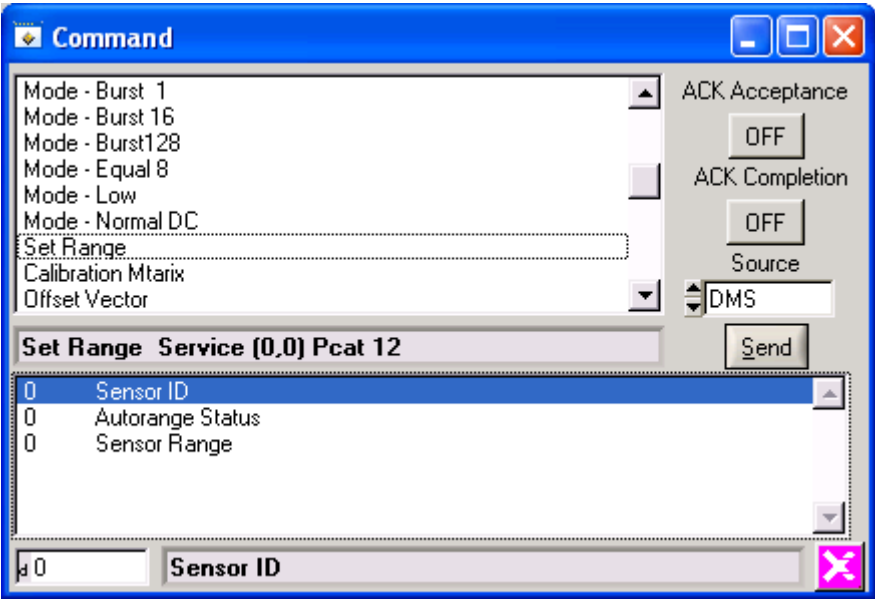 Command
Mode - Burst  1
Mode - Burst 16
Mode - Burst128
Mode - Equal 8
Mode - Low
Mode - Normal DC
Set Range
Calibration Mtarix
Offset Vector
ACK Acceptance
OFF
ACK Completion
OFF
Source
DMS
Set Range  Service (0,0) Pcat 12
Send
0 Sensor ID
0 Autorange Status
0 Sensor Range
d 0
Sensor ID